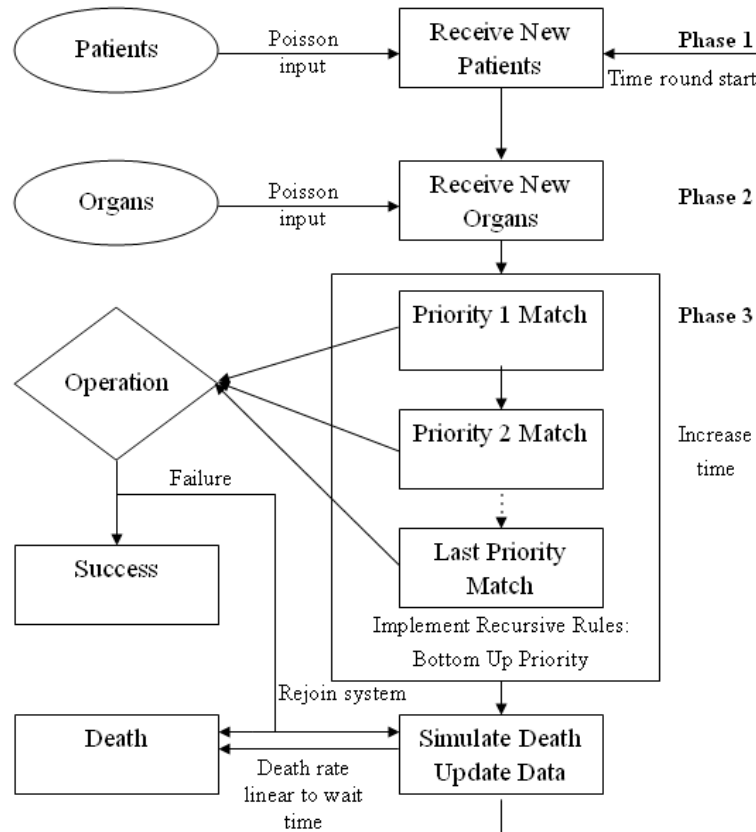 Patients
Poisson
input
Receive New
Patients
Phase 1
Time round start
Organs
Poisson
input
Receive New
Organs
Phase 2
Priority 1 Match
Phase 3
Operation
Priority 2 Match
Increase
time
Failure
Success
Last Priority
Match
Implement Recursive Rules:
Bottom Up Priority
Rejoin system
Death
Simulate Death
Update Data
Death rate
linear to wait
time